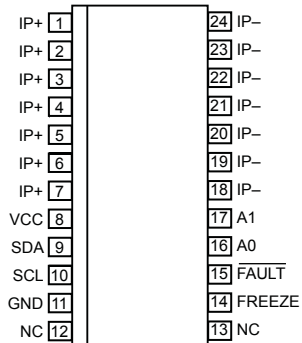 IP+ 1 24 IP–
IP+ 2 23 IP–
IP+ 3 22 IP–
IP+ 4 21 IP–
IP+ 5 20 IP–
IP+ 6 19 IP–
IP+ 7 18 IP–
VCC 8 17 A1
SDA 9 16 A0
SCL 10 15 FAULT
GND 11 14 FREEZE
NC 12 13 NC